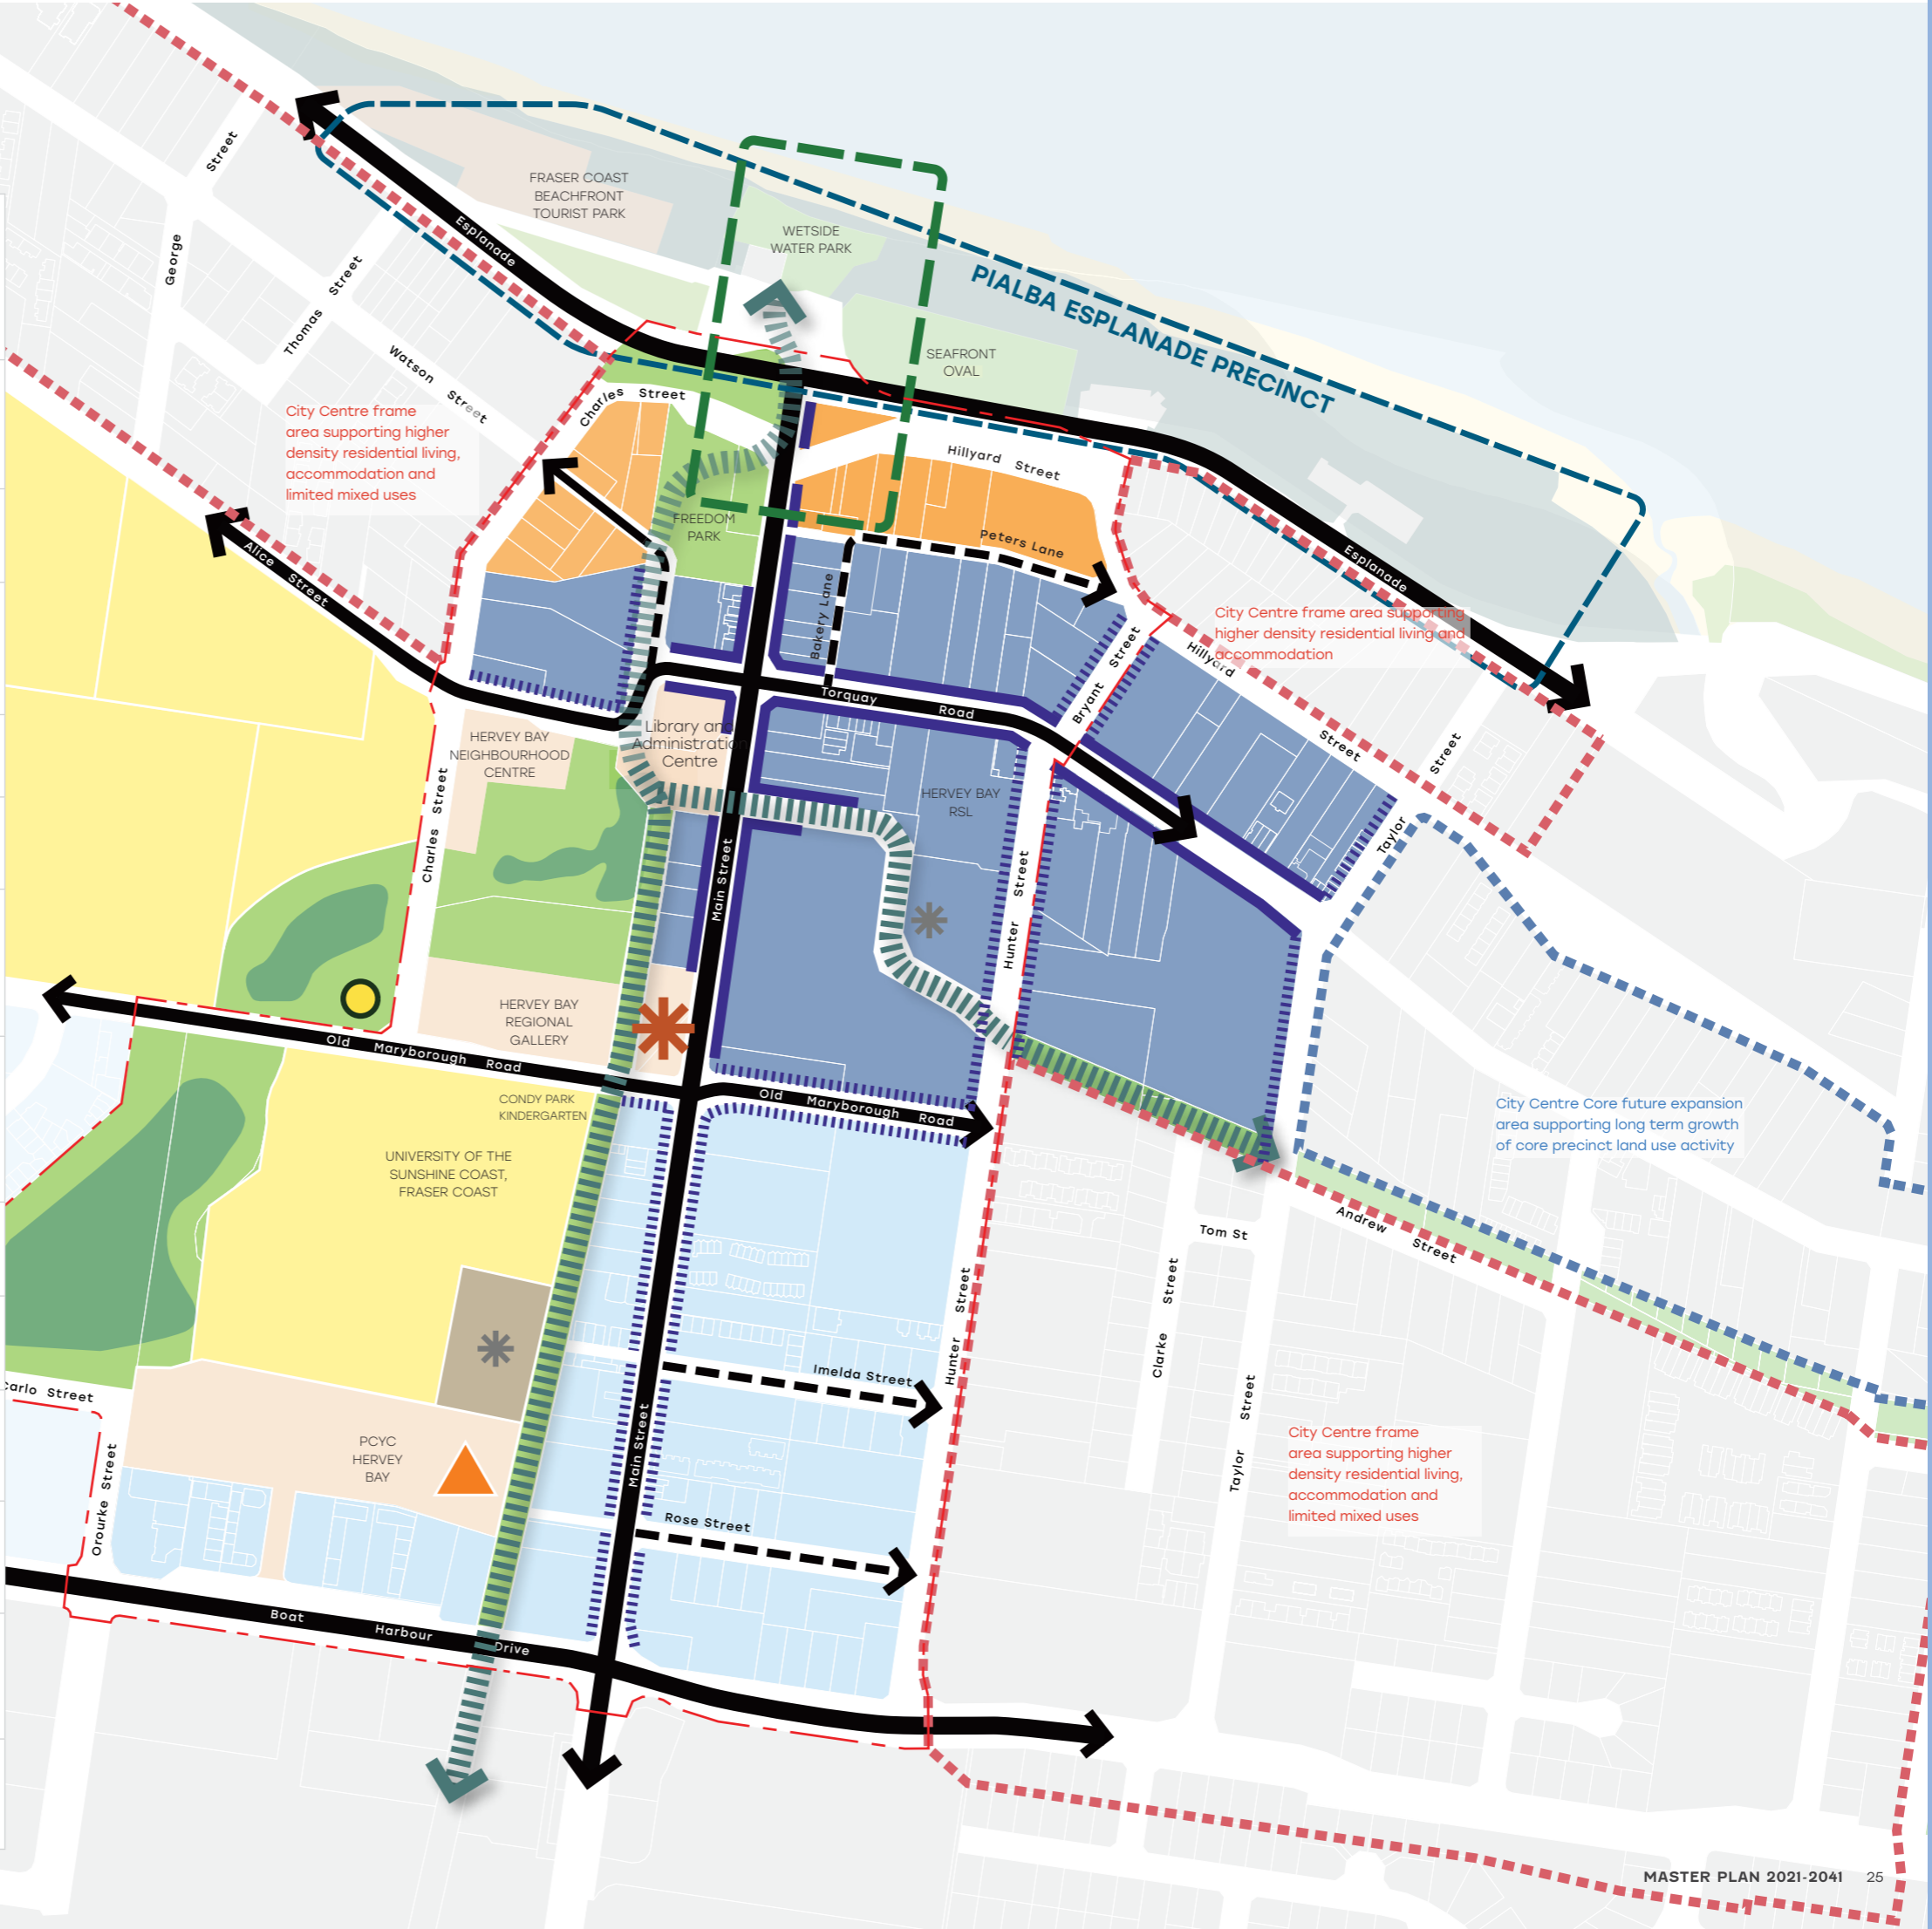 FRASER COAST
BEACHFRONT
TOURIST PARK
WETSIDE
WATER PARK
PIALBA ESPLANADE PRECINCT
SEAFRONT
OVAL
Esplanade
George Street
Thomas Street
Watson Street
Charles Street
City Centre frame
area supporting higher
density residential living,
accommodation and
limited mixed uses
Hillyard Street
FREEDOM
PARK
Peters Lane
Bakery Lane
Esplanade
Alice Street
City Centre frame area supporting
higher density residential living and
accommodation
Bryant Street
Hillyard Street
Torquay Road
Library and
Administration
Centre
HERVEY BAY
NEIGHBOURHOOD
CENTRE
HERVEY BAY
RSL
Taylor Street
Charles Street
Main Street
Hunter Street
HERVEY BAY
REGIONAL
GALLERY
Old Maryborough Road
Old Maryborough Road
CONDY PARK
KINDERGARTEN
City Centre Core future expansion
area supporting long term growth
of core precinct land use activity
UNIVERSITY OF THE
SUNSHINE COAST,
FRASER COAST
Andrew Street
Tom St
Clarke Street
Hunter Street
Taylor Street
Imelda Street
carlo Street
Main Street
City Centre frame
area supporting higher
density residential living,
accommodation and
limited mixed uses
PCYC
HERVEY
BAY
Orourke Street
Rose Street
Boat Harbour Drive
MASTER PLAN 2021-2041 25